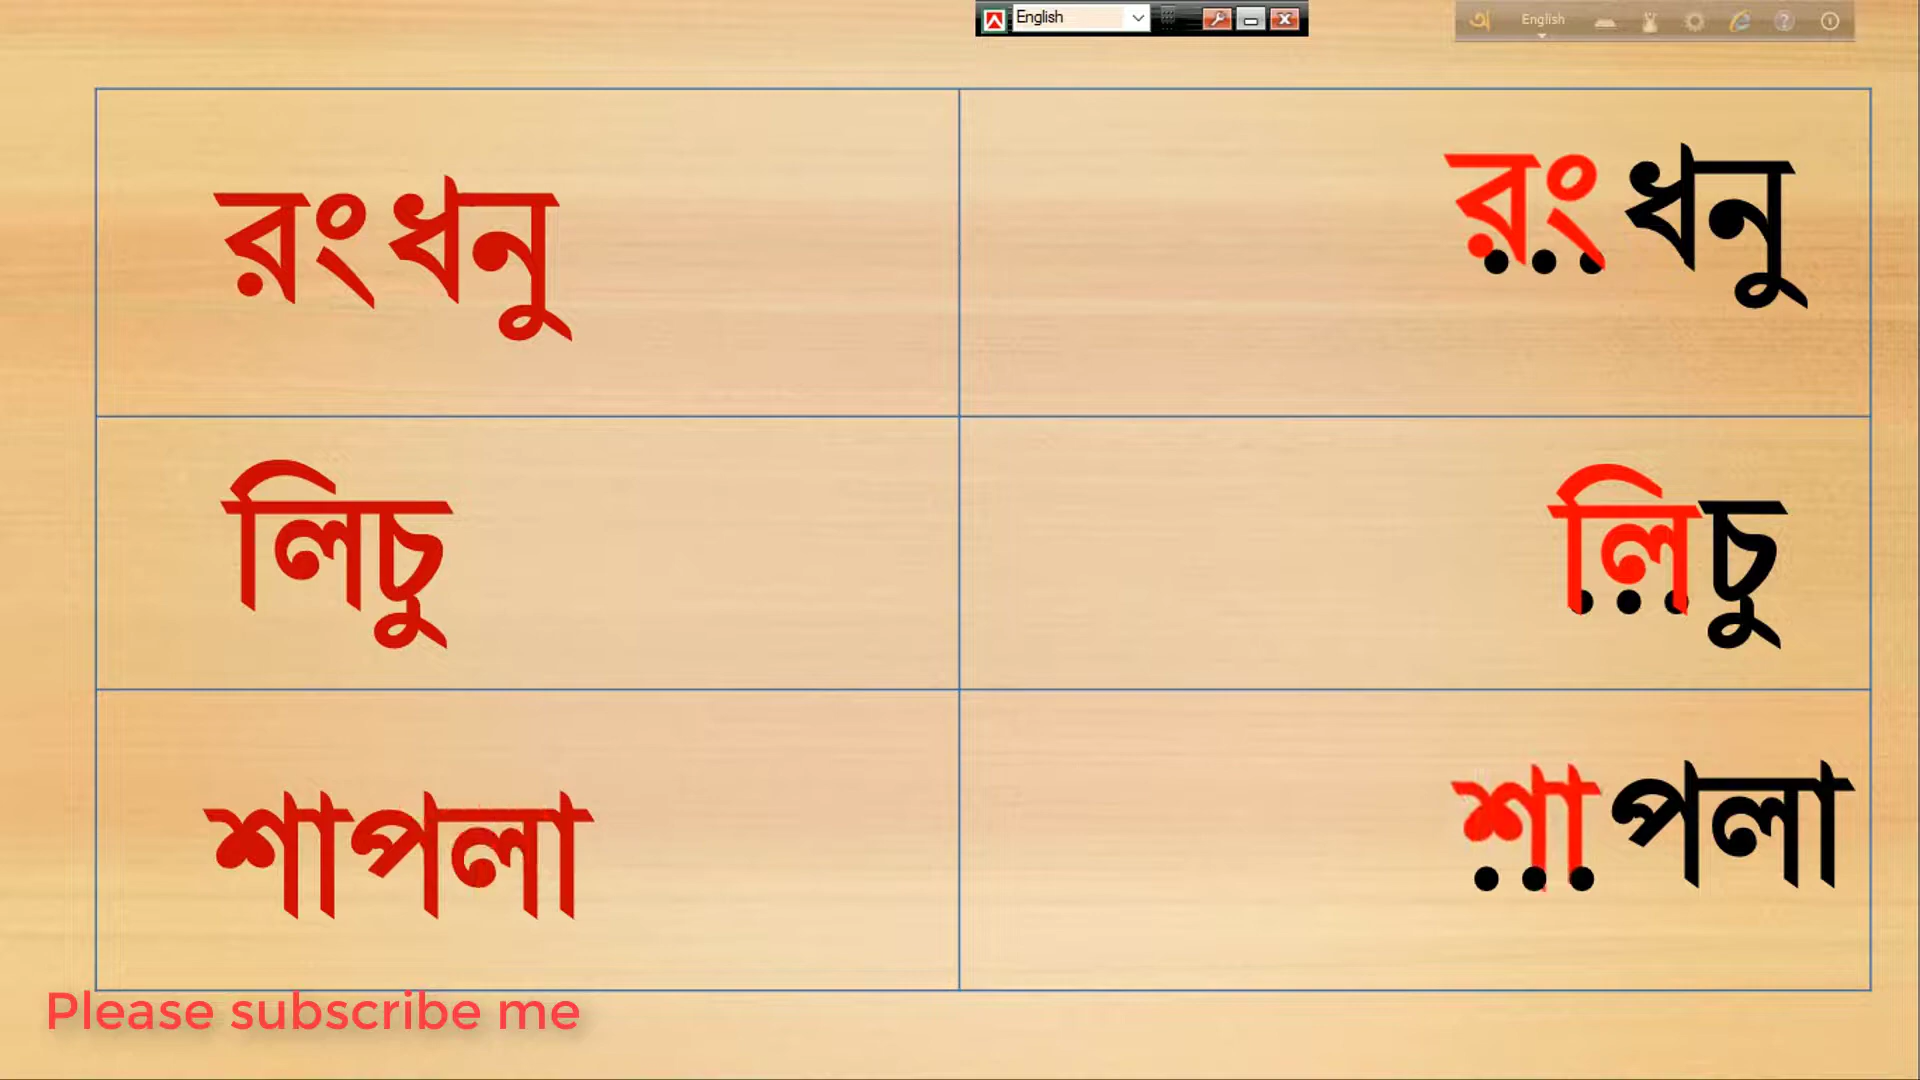 English
English
রংধনু রংধনু
লিচু লিচু
শাপলা শাপলা
Please subscribe me